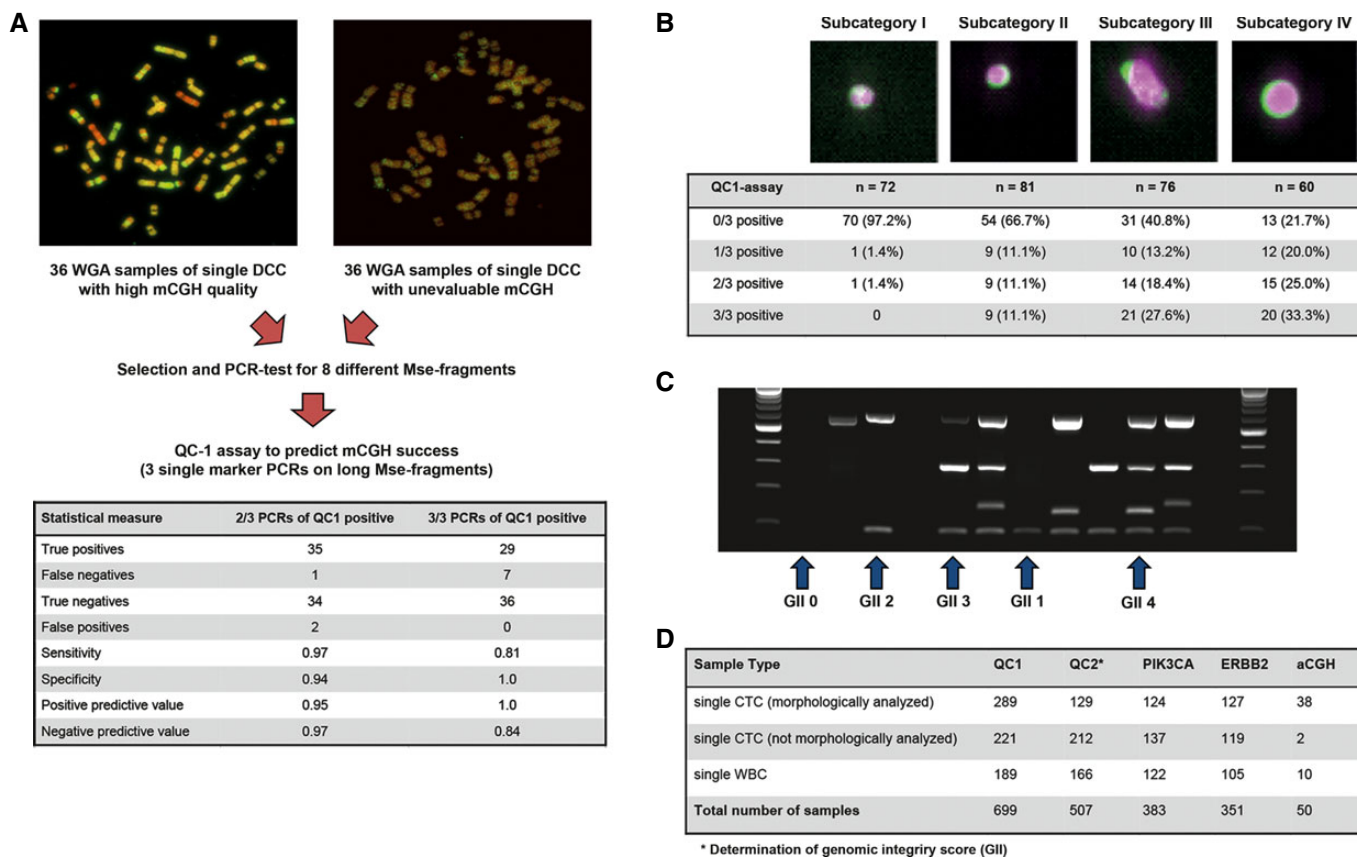 A
36 WGA samples of single DCC
with high mCGH quality
36 WGA samples of single DCC
with unevaluable mCGH
Selection and PCR-test for 8 different Mse-fragments
QC-1 assay to predict mCGH success
(3 single marker PCRs on long Mse-fragments)
Statistical measure 2/3 PCRs of QC1 positive 3/3 PCRs of QC1 positive
True positives 35 29
False negatives 1 7
True negatives 34 36
False positives 2 0
Sensitivity 0.97 0.81
Specificity 0.94 1.0
Positive predictive value 0.95 1.0
Negative predictive value 0.97 0.84
B
Subcategory I Subcategory II Subcategory III Subcategory IV
QC1-assay n = 72 n = 81 n = 76 n = 60
0/3 positive 70 (97.2%) 54 (66.7%) 31 (40.8%) 13 (21.7%)
1/3 positive 1 (1.4%) 9 (11.1%) 10 (13.2%) 12 (20.0%)
2/3 positive 1 (1.4%) 9 (11.1%) 14 (18.4%) 15 (25.0%)
3/3 positive 0 9 (11.1%) 21 (27.6%) 20 (33.3%)
C
GII 0 GII 2 GII 3 GII 1 GII 4
D
Sample Type QC1 QC2* PIK3CA ERBB2 aCGH
single CTC (morphologically analyzed) 289 129 124 127 38
single CTC (not morphologically analyzed) 221 212 137 119 2
single WBC 189 166 122 105 10
Total number of samples 699 507 383 351 50
* Determination of genomic integriry score (GII)